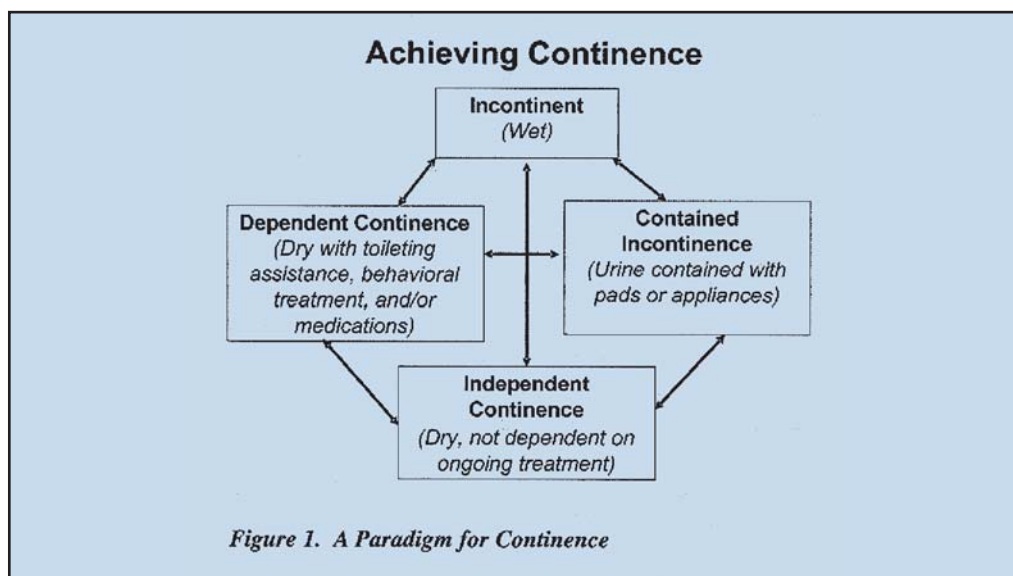 Achieving Continence
Incontinent
(Wet)
Dependent Continence
(Dry with toileting
assistance, behavioral
treatment, and/or
medications)
Contained
Incontinence
(Urine contained with
pads or appliances)
Independent
Continence
(Dry, not dependent on
ongoing treatment)
Figure 1. A Paradigm for Continence